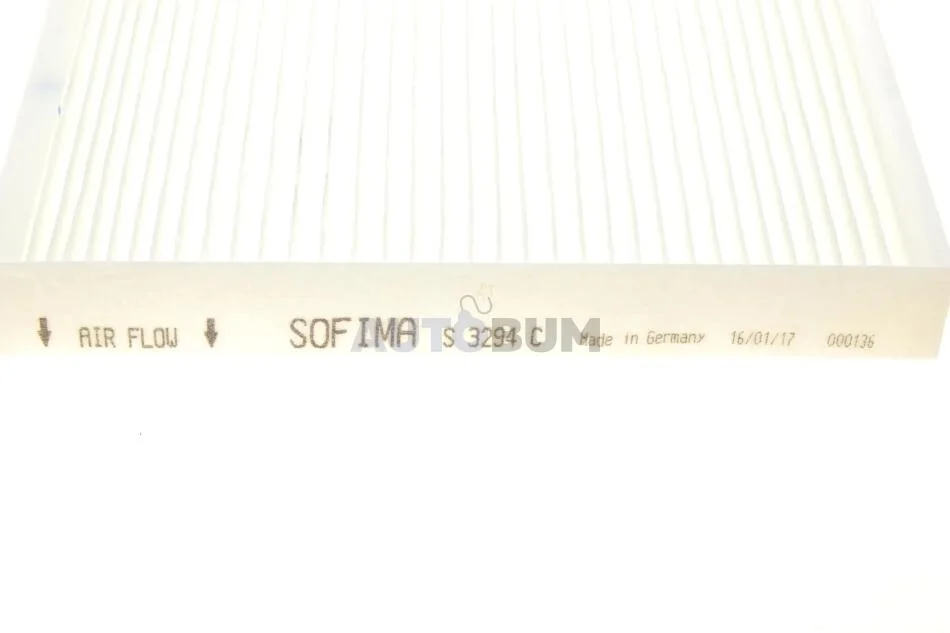 ↓ AIR FLOW ↓ SOFIMA S 3294 C Made in Germany 16/01/17 000136
AUTOBUM